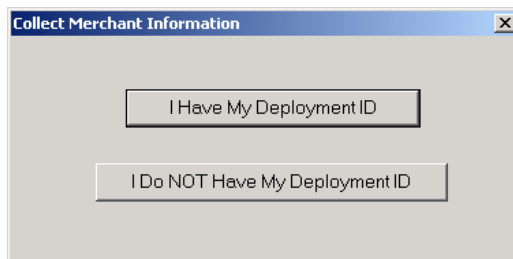 Collect Merchant Information
I Have My Deployment ID
I Do NOT Have My Deployment ID